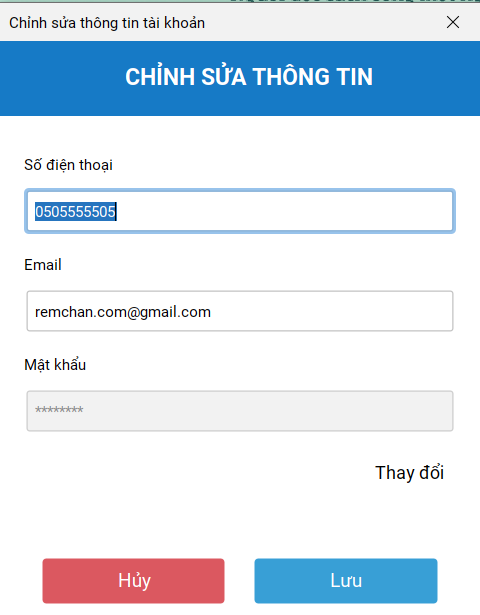 Chỉnh sửa thông tin tài khoản
CHỈNH SỬA THÔNG TIN
Số điện thoại
0505555505
Email
remchan.com@gmail.com
Mật khẩu
********
Thay đổi
Hủy
Lưu